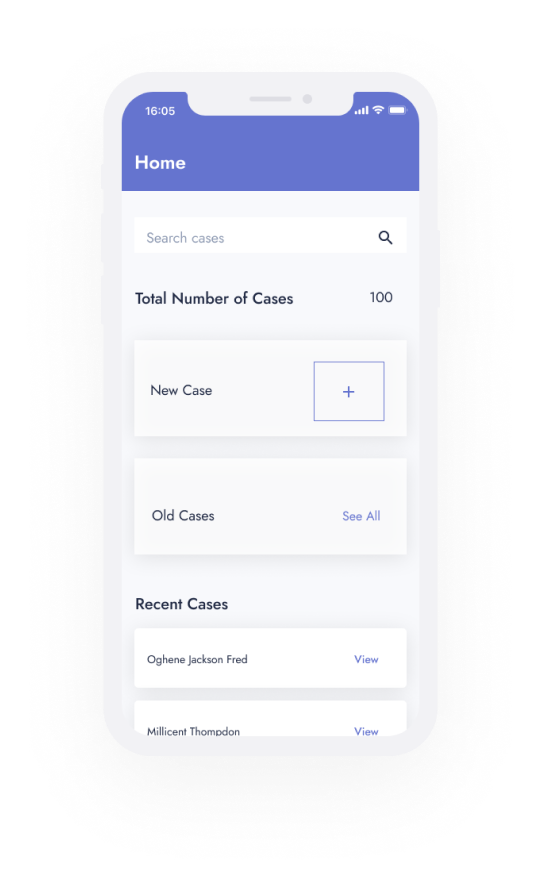 16:05
Home
Search cases
Total Number of Cases 100
New Case +
Old Cases See All
Recent Cases
Oghene Jackson Fred View
Millicent Thompdon View